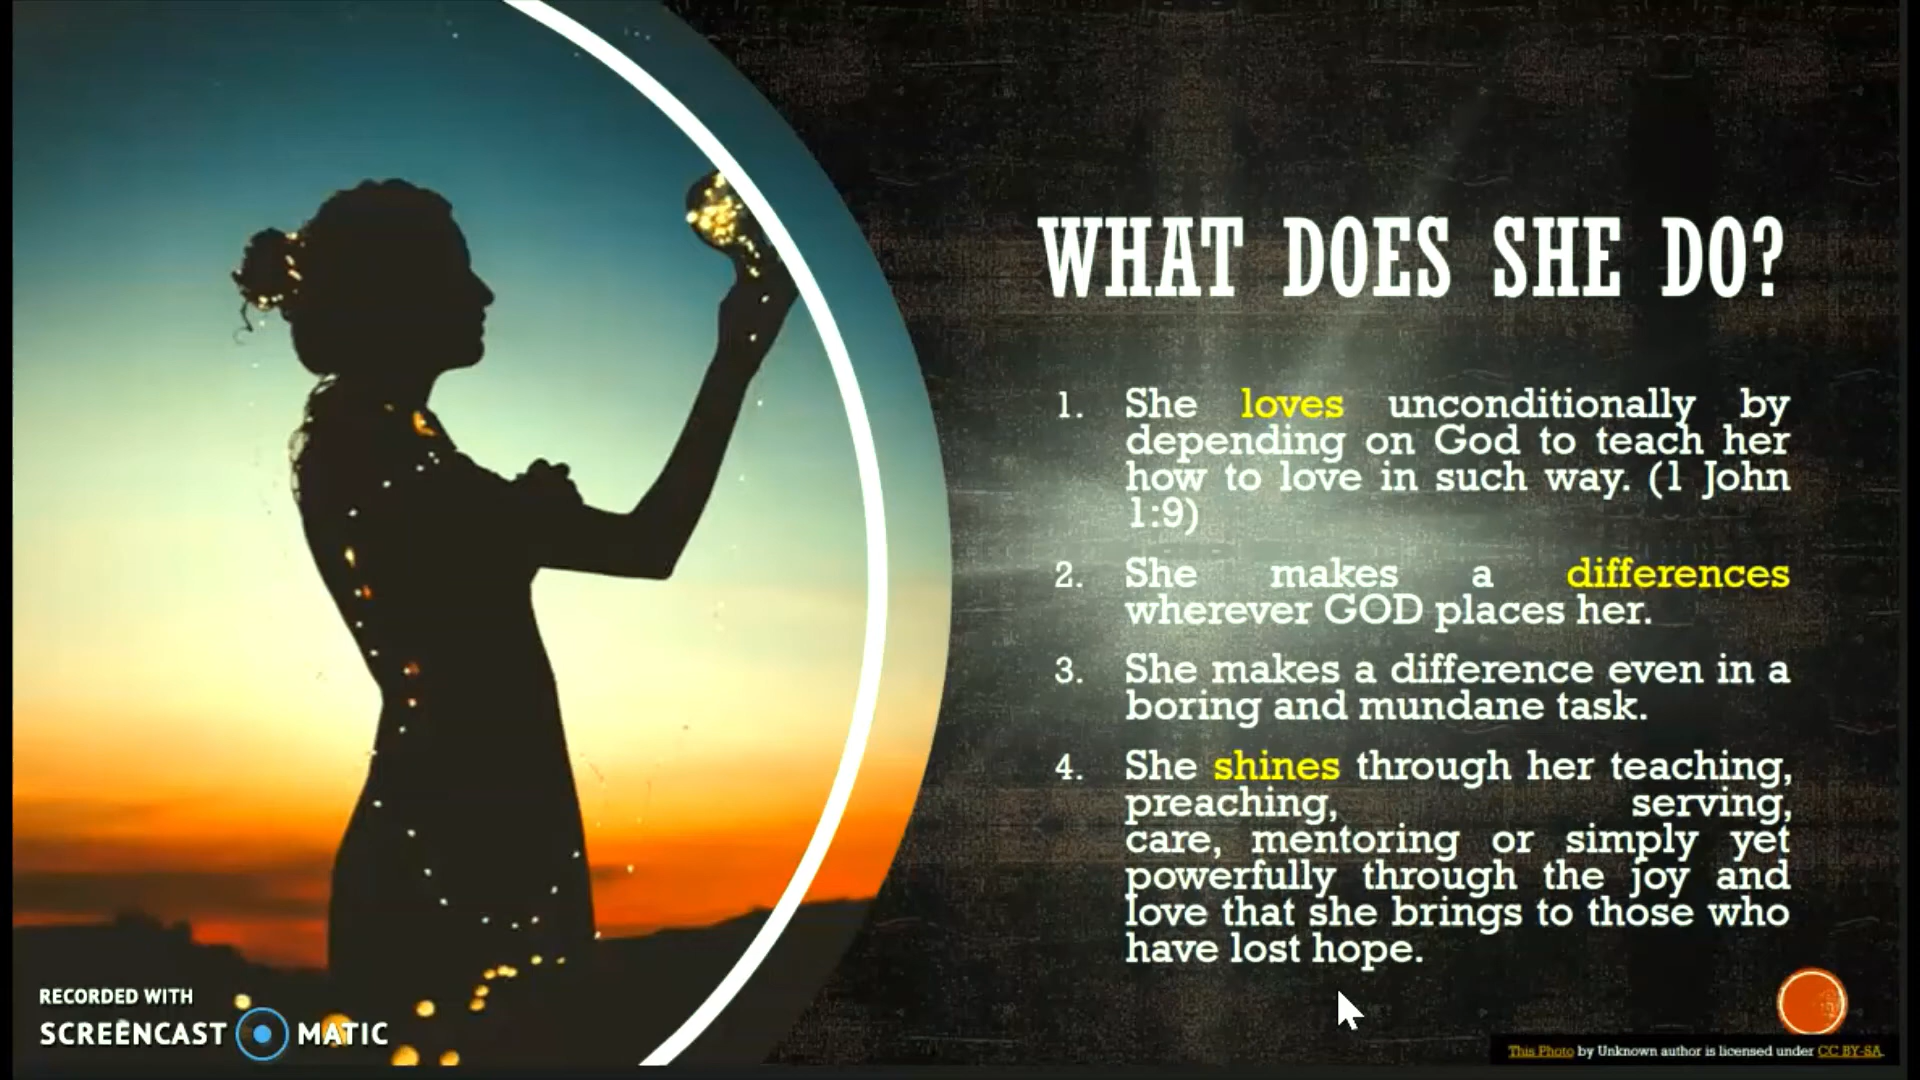 WHAT DOES SHE DO?
1. She loves unconditionally by
depending on God to teach her
how to love in such way. (1 John
1:9)
2. She makes a differences
wherever GOD places her.
3. She makes a difference even in a
boring and mundane task.
4. She shines through her teaching,
preaching, serving,
care, mentoring or simply yet
powerfully through the joy and
love that she brings to those who
have lost hope.
RECORDED WITH
SCREENCAST MATIC
This Photo by Unknown author is licensed under CC BY-SA.